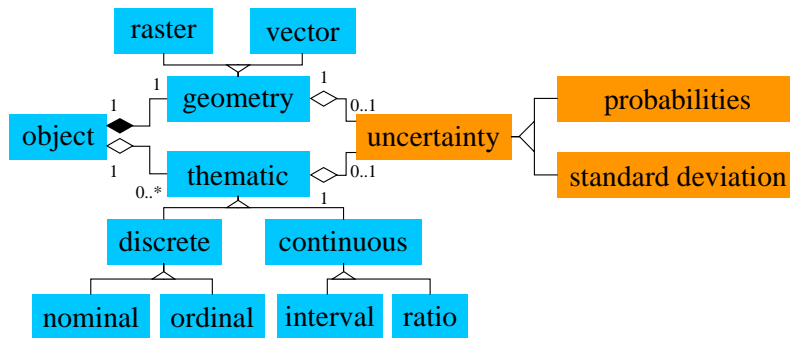 raster
vector
1
1
geometry
1
0..1
probabilities
object
uncertainty
1
thematic
0..1
standard deviation
0..*
1
discrete
continuous
nominal
ordinal
interval
ratio